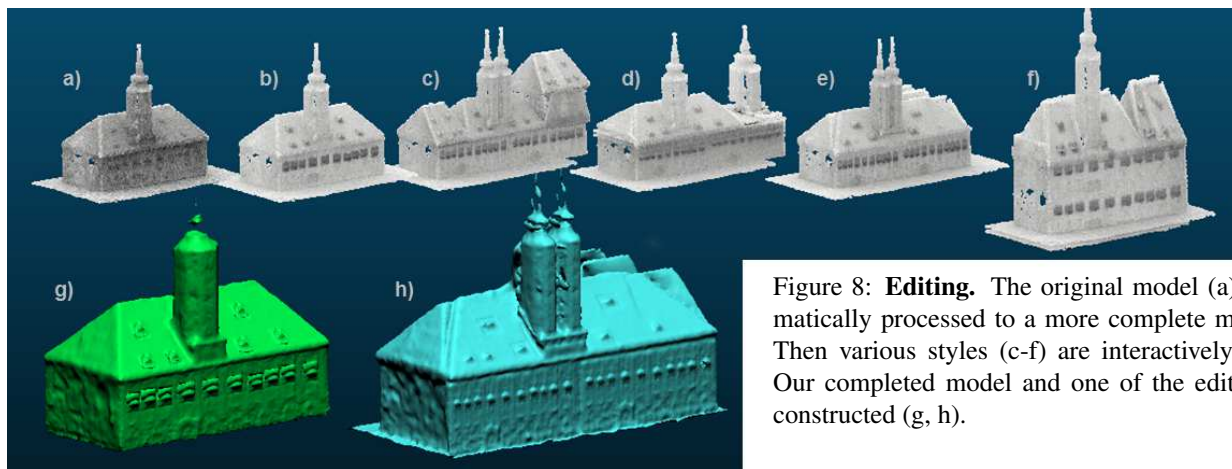 a)
b)
c)
d)
e)
f)
g)
h)
Figure 8: Editing. The original model (a)
matically processed to a more complete m
Then various styles (c-f) are interactively
Our completed model and one of the edit
constructed (g, h).